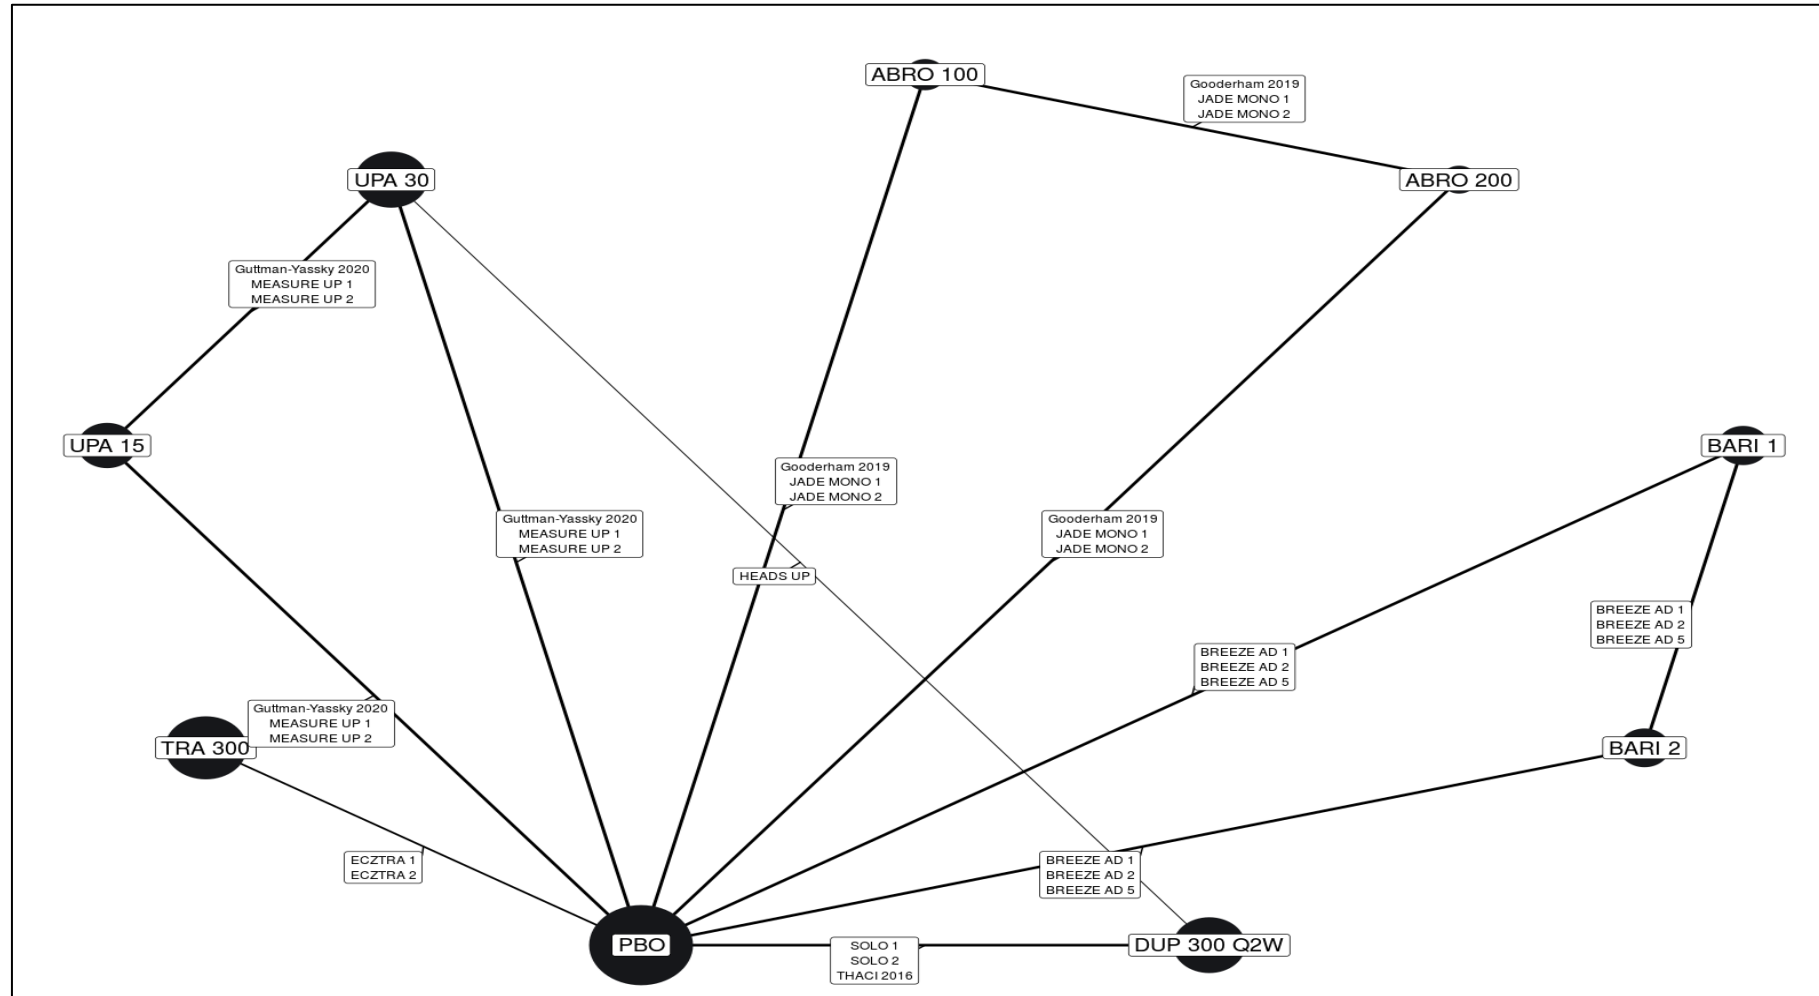 ABRO 100
Gooderham 2019
JADE MONO 1
JADE MONO 2
UPA 30
ABRO 200
Guttman-Yassky 2020
MEASURE UP 1
MEASURE UP 2
UPA 15
BARI 1
Gooderham 2019
JADE MONO 1
JADE MONO 2
Guttman-Yassky 2020
MEASURE UP 1
MEASURE UP 2
Gooderham 2019
JADE MONO 1
JADE MONO 2
HEADS UP
BREEZE AD 1
BREEZE AD 2
BREEZE AD 5
BREEZE AD 1
BREEZE AD 2
BREEZE AD 5
Guttman-Yassky 2020
MEASURE UP 1
MEASURE UP 2
TRA 300
BARI 2
ECZTRA 1
ECZTRA 2
BREEZE AD 1
BREEZE AD 2
BREEZE AD 5
PBO
SOLO 1
SOLO 2
THACI 2016
DUP 300 Q2W